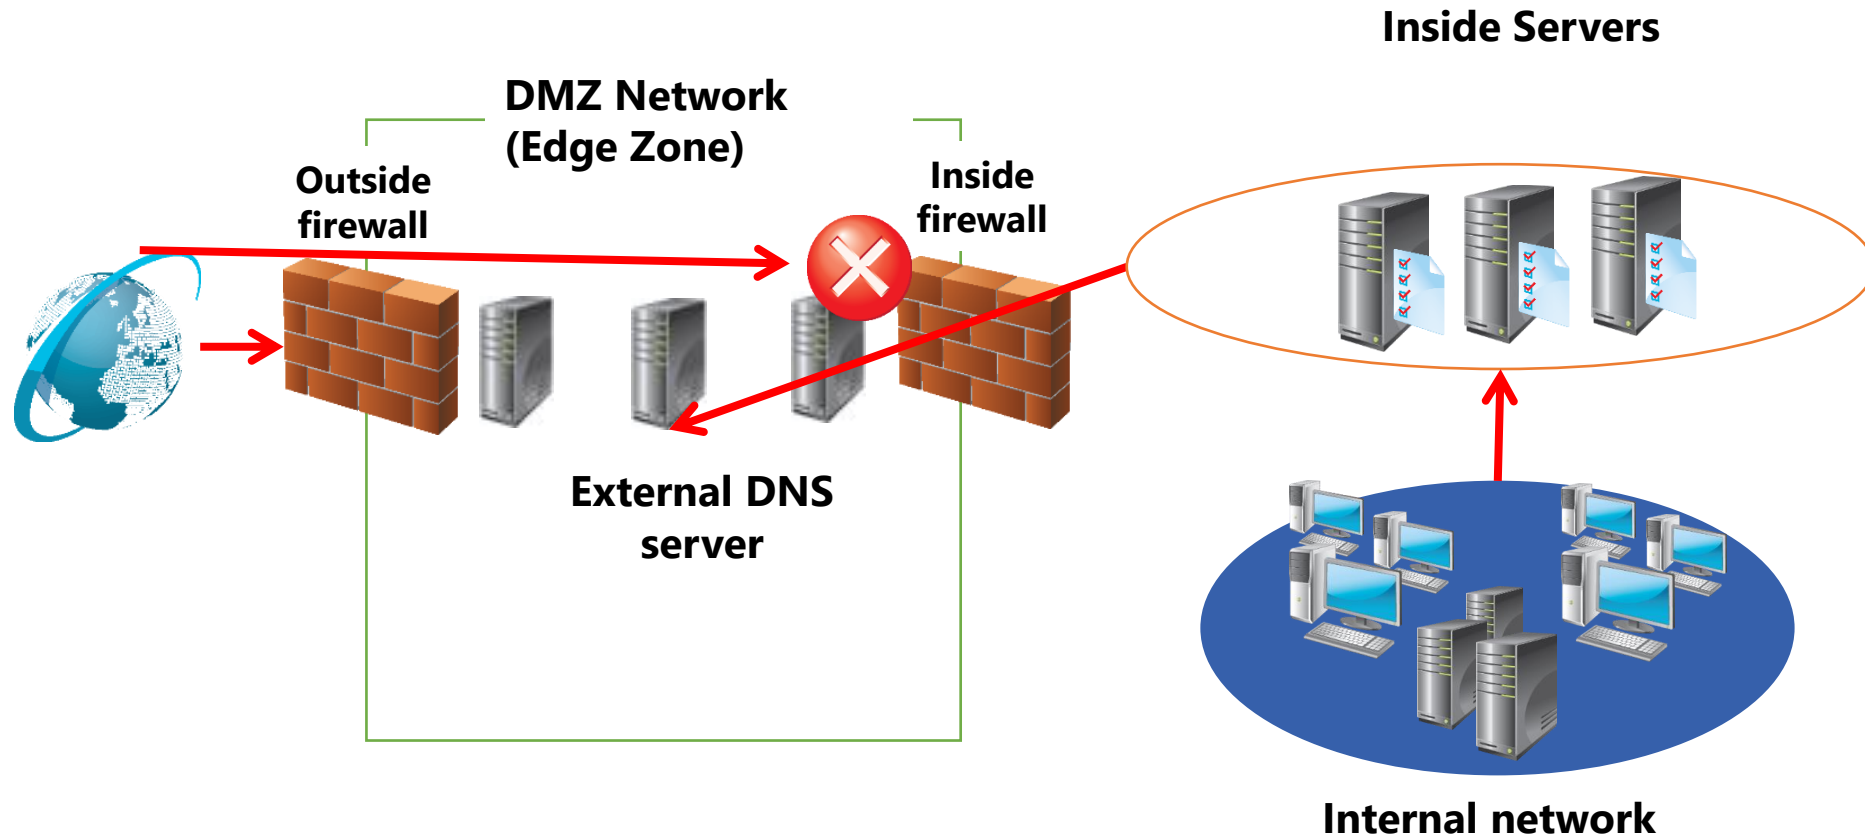 Inside Servers
DMZ Network
(Edge Zone)
Outside
firewall
Inside
firewall
External DNS
server
Internal network